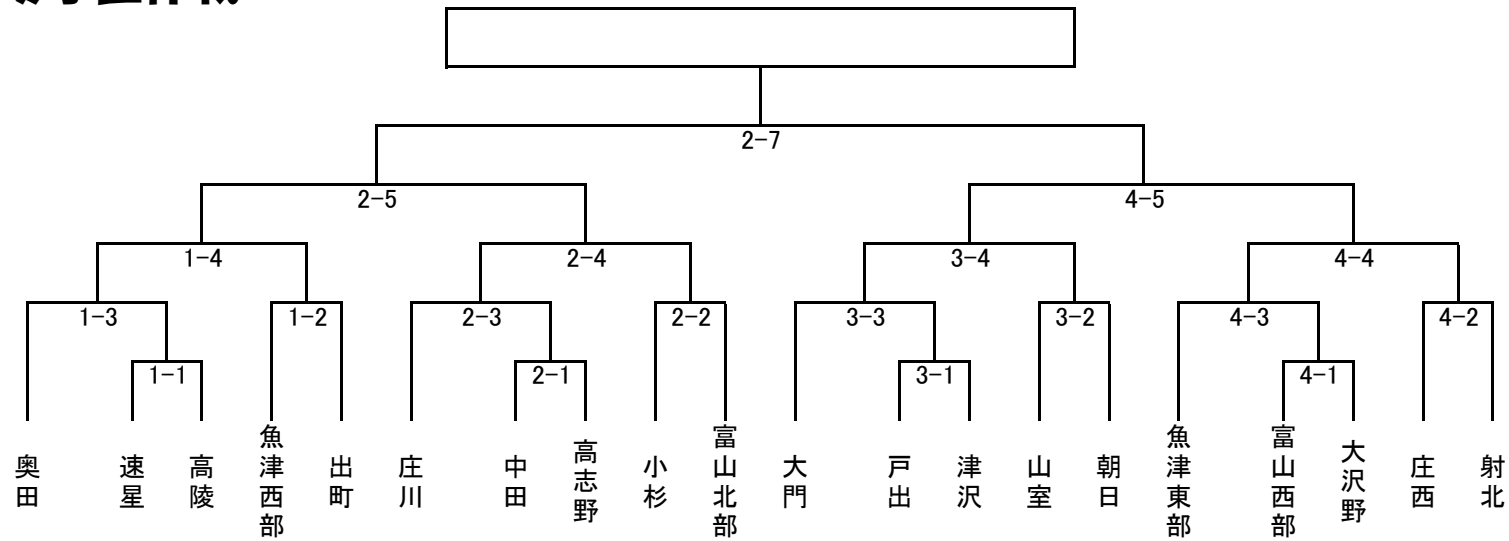 2-7
2-5
4-5
1-4
2-4
3-4
4-4
1-3
1-2
2-3
2-2
3-3
3-2
4-3
4-2
1-1
2-1
3-1
4-1
奥田
速星
高陵
魚津西部
出町
庄川
中田
高志野
小杉
富山北部
大門
戸出
津沢
山室
朝日
魚津東部
富山西部
大沢野
庄西
射北